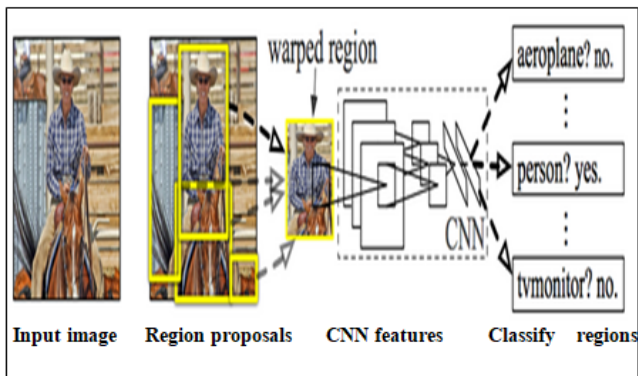 warped region
aeroplane? no.
person? yes.
CNN
tvmonitor? no.
Input image Region proposals CNN features Classify regions